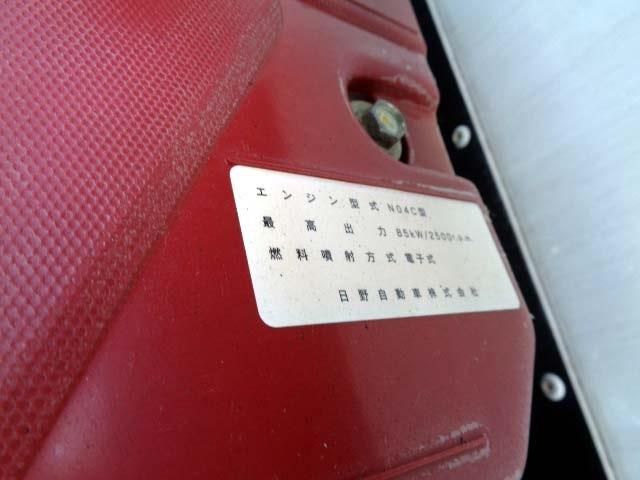 エンジン型式 N04C型
最高出力 85kW/2500r.p.m.
燃料噴射方式 電子式
日野自動車株式会社